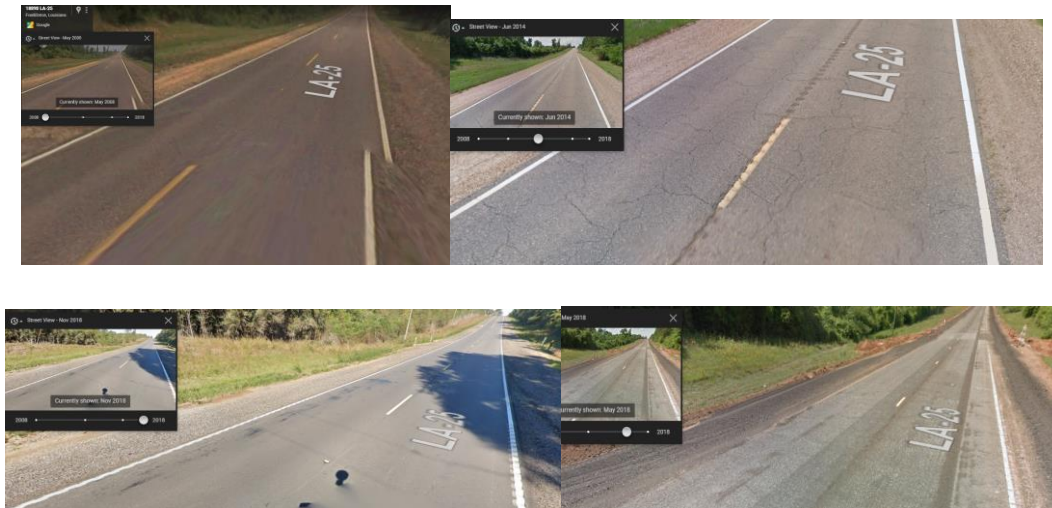 18090 LA-25
Franklinton, Louisiana
Google
Street View - May 2008
Currently shown: May 2008
2008
2018
LA-25
Street View - Jun 2014
Currently shown: Jun 2014
2008
2018
LA-25
Street View - Nov 2018
Currently shown: Nov 2018
2008
2018
LA-25
May 2018
urrently shown: May 2018
2018
LA-25